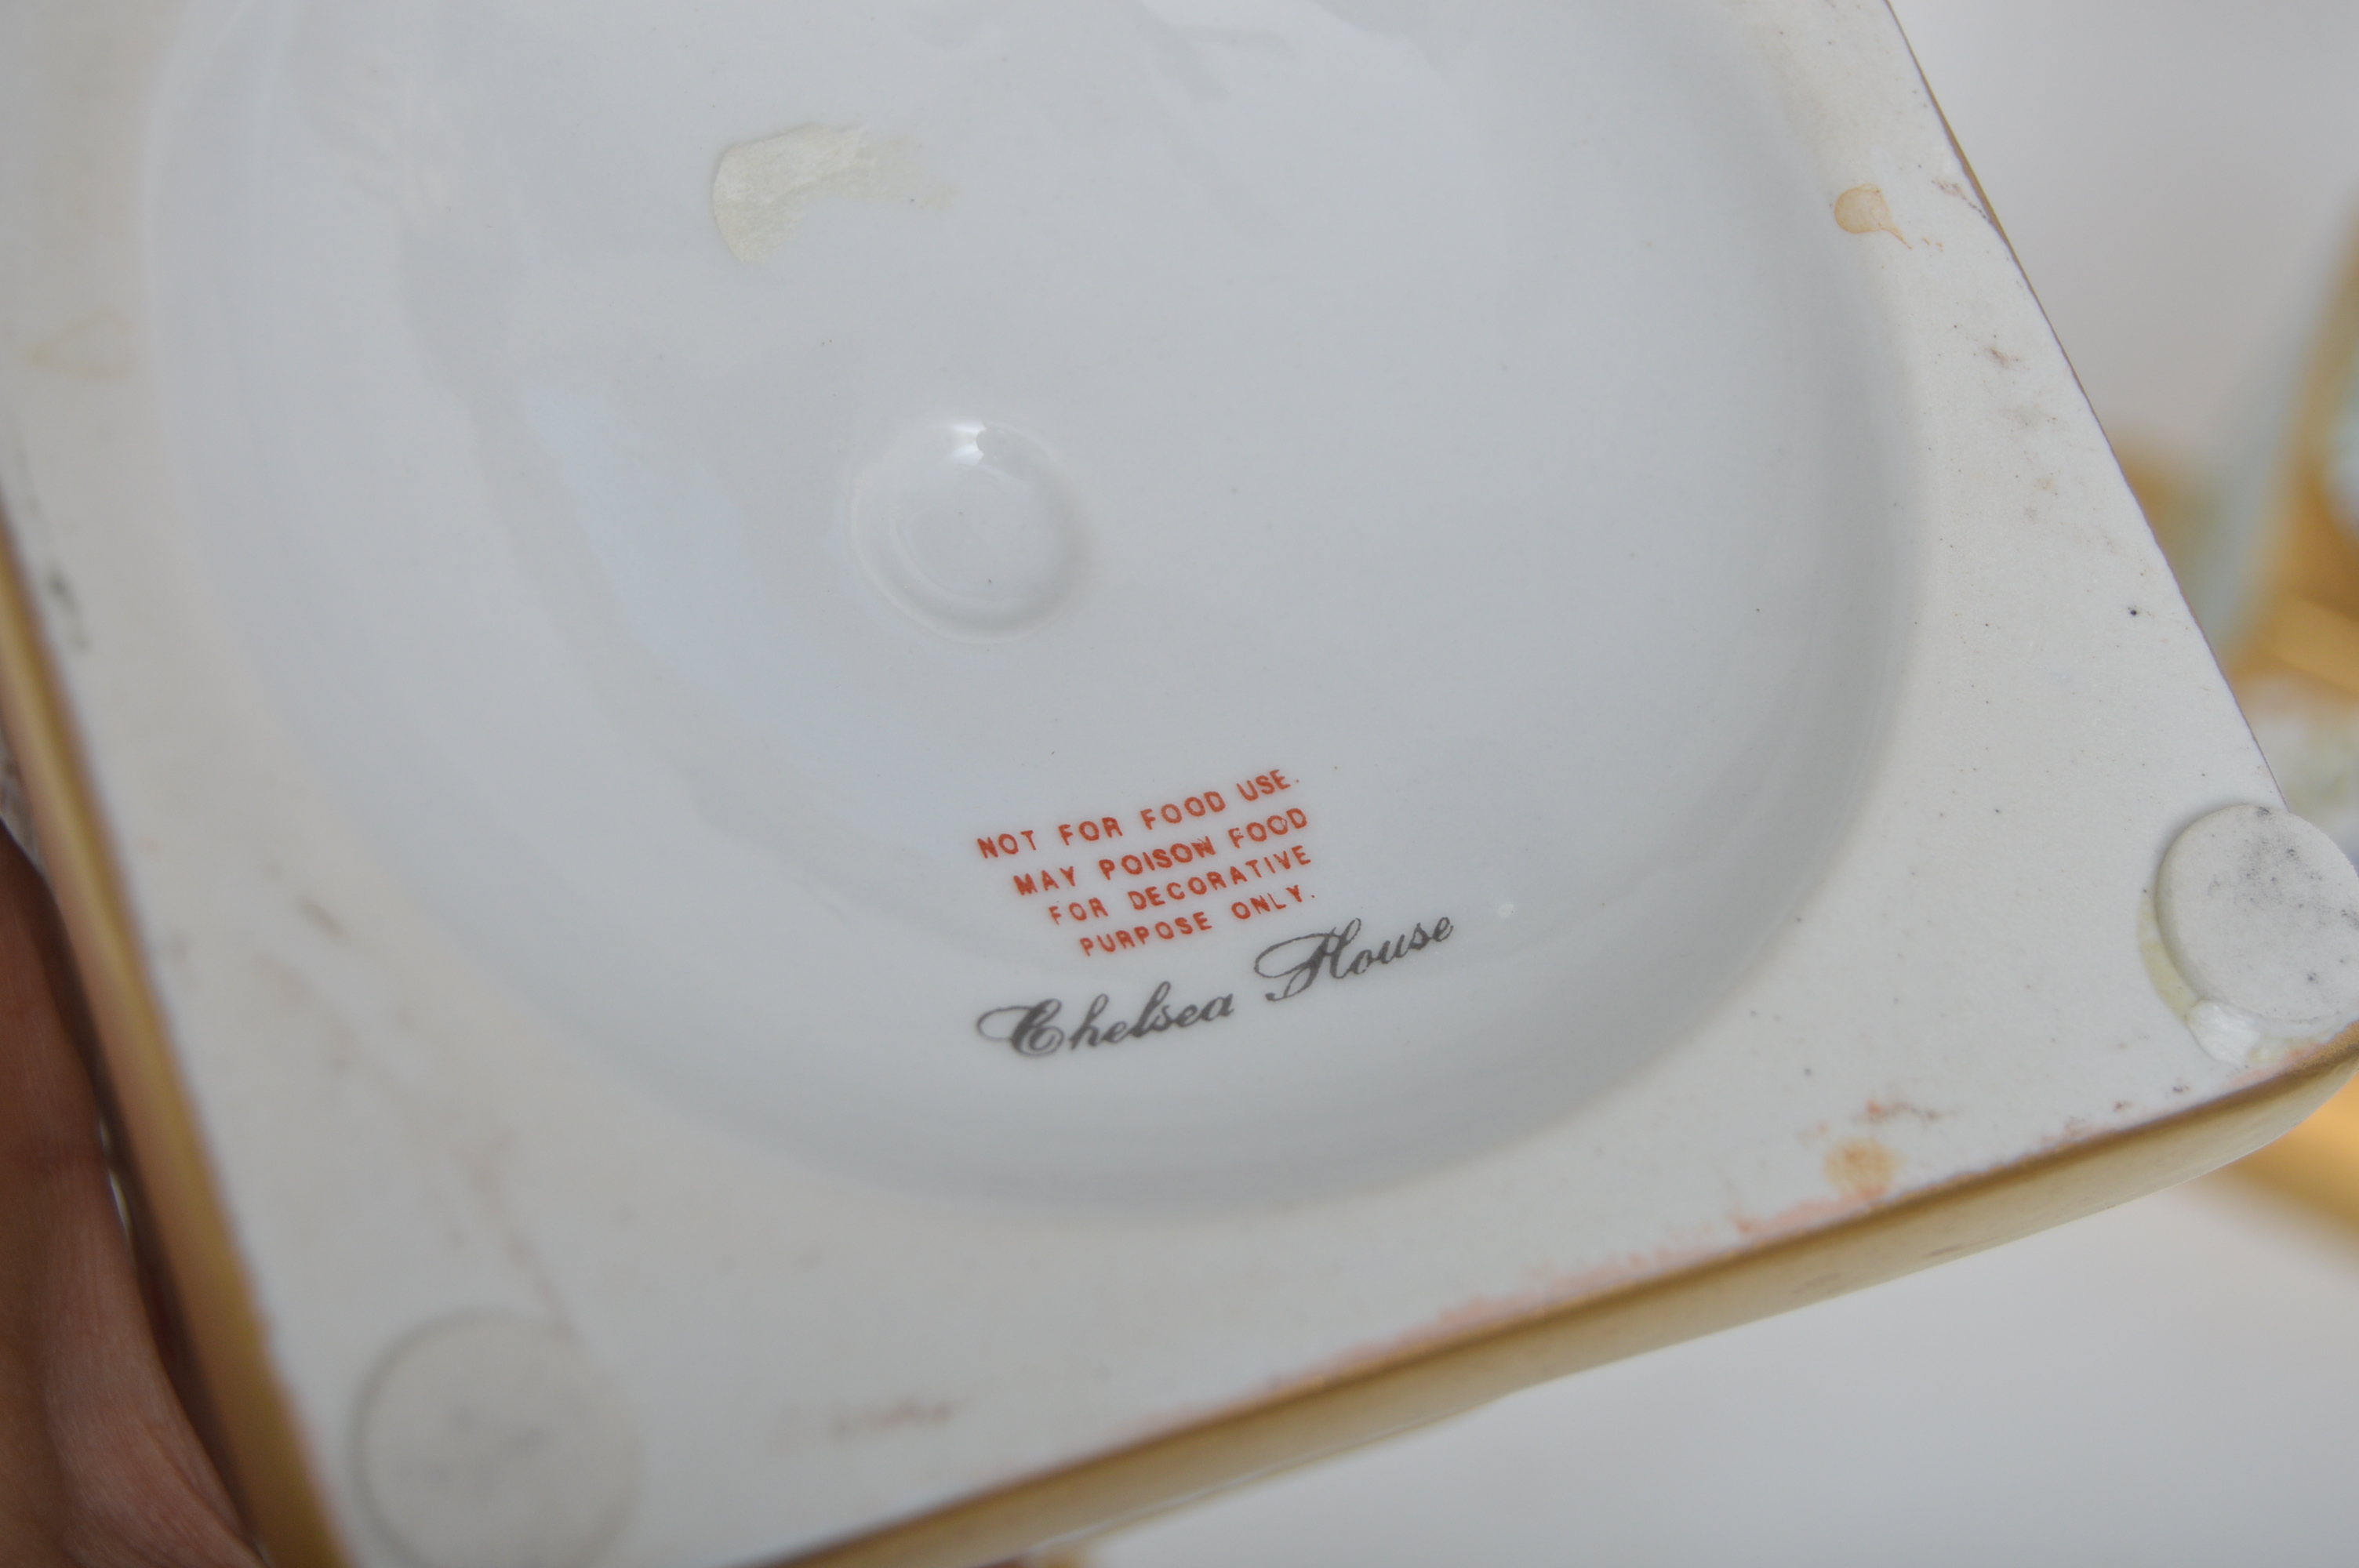 NOT FOR FOOD USE.
MAY POISON FOOD
FOR DECORATIVE
PURPOSE ONLY.
Chelsea House